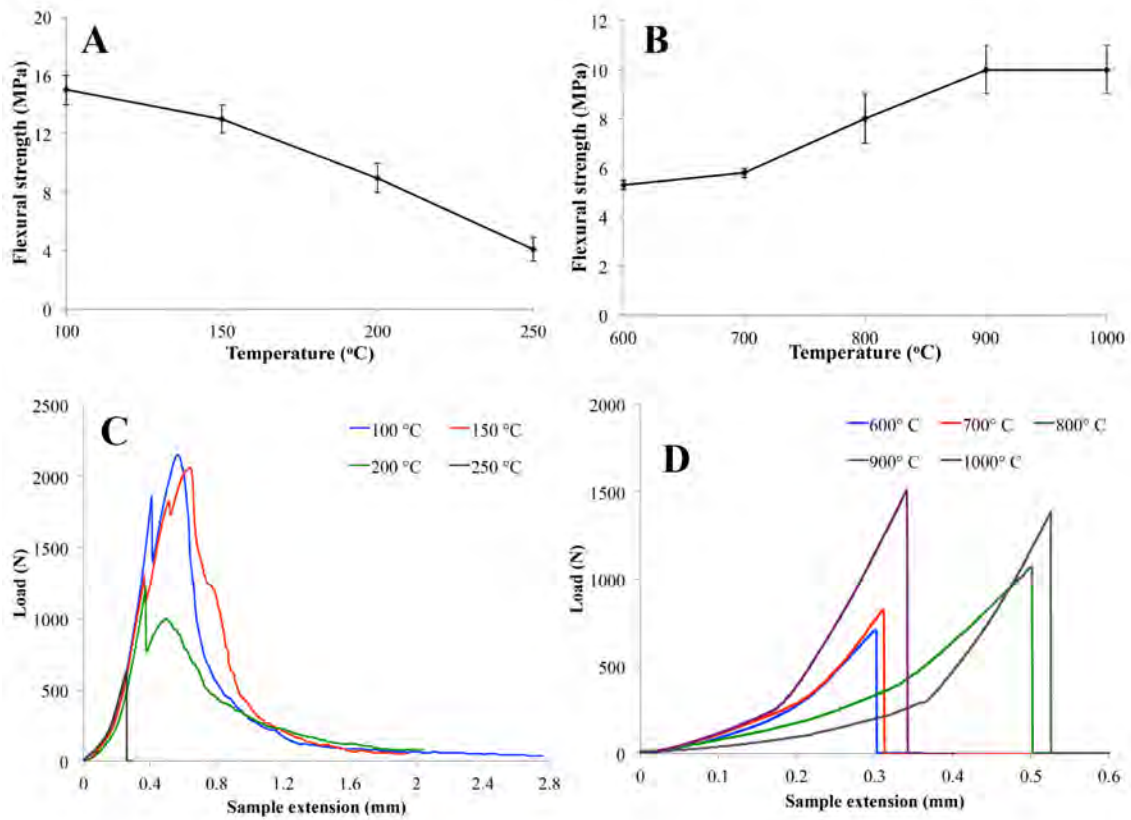 A
Flexural strength (MPa)
20
16
12
8
4
0
100 150 200 250
Temperature (°C)
B
Flexural strength (MPa)
12
10
8
6
4
2
0
600 700 800 900 1000
Temperature (°C)
C
Load (N)
2500
2000
1500
1000
500
0
100 °C 150 °C
200 °C 250 °C
0 0.4 0.8 1.2 1.6 2 2.4 2.8
Sample extension (mm)
D
Load (N)
2000
1500
1000
500
0
600° C 700° C 800° C
900° C 1000° C
0 0.1 0.2 0.3 0.4 0.5 0.6
Sample extension (mm)